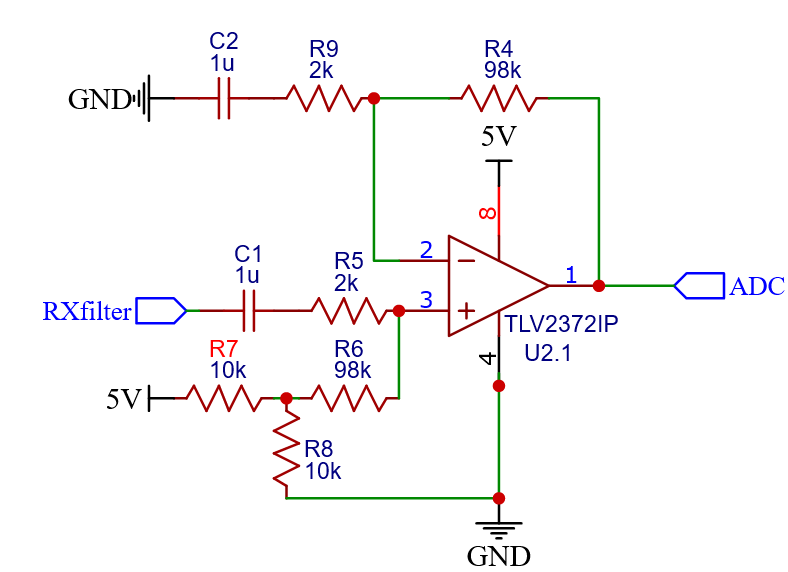 C2
1u
R9
2k
R4
98k
GND
5V
8
2
1
C1
1u
R5
2k
3
RXfilter
ADC
TLV2372IP
U2.1
4
R7
10k
R6
98k
5V
R8
10k
GND